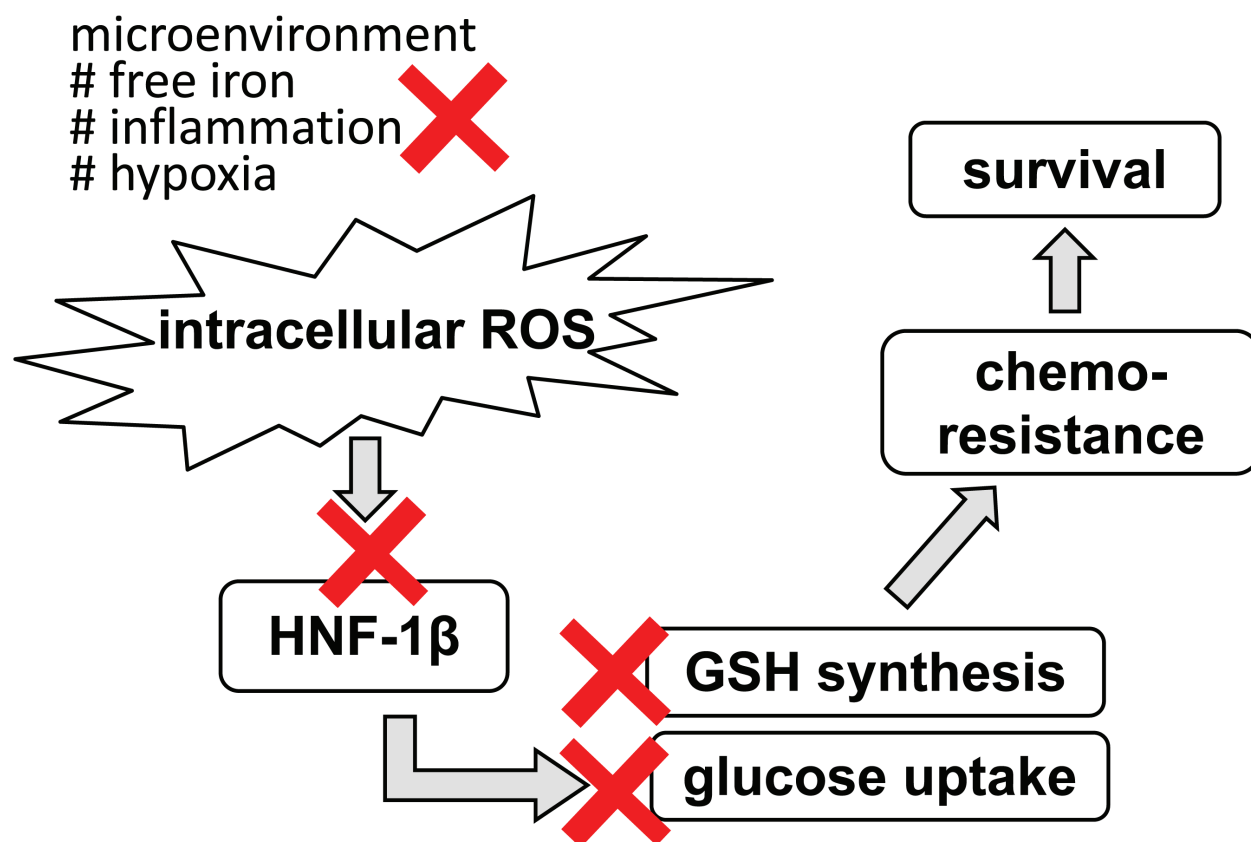 microenvironment
# free iron
# inflammation
# hypoxia
intracellular ROS
HNF-1β
GSH synthesis
glucose uptake
chemo-
resistance
survival